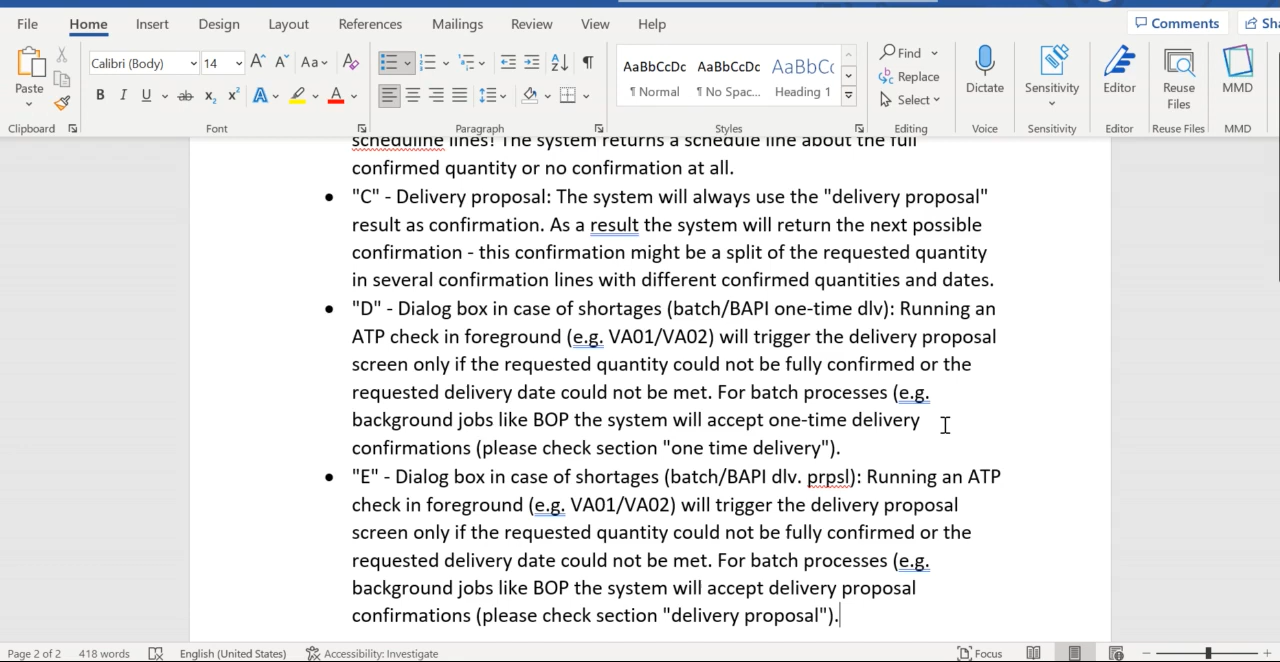 File Home Insert Design Layout References Mailings Review View Help Comments Sha
Calibri (Body) 14 Aa
Paste
AaBbCcDc AaBbCcDc AaBbCc
¶ Normal ¶ No Spac... Heading 1
Find
Replace
Select
Dictate Sensitivity Editor Reuse Files MMD
Clipboard Font Paragraph Styles Editing Voice Sensitivity Editor Reuse Files MMD
scheduline lines! The system returns a schedule line about the full
confirmed quantity or no confirmation at all.
• "C" - Delivery proposal: The system will always use the "delivery proposal"
result as confirmation. As a result the system will return the next possible
confirmation - this confirmation might be a split of the requested quantity
in several confirmation lines with different confirmed quantities and dates.
• "D" - Dialog box in case of shortages (batch/BAPI one-time dlv): Running an
ATP check in foreground (e.g. VA01/VA02) will trigger the delivery proposal
screen only if the requested quantity could not be fully confirmed or the
requested delivery date could not be met. For batch processes (e.g.
background jobs like BOP the system will accept one-time delivery
confirmations (please check section "one time delivery").
• "E" - Dialog box in case of shortages (batch/BAPI dlv. prpsl): Running an ATP
check in foreground (e.g. VA01/VA02) will trigger the delivery proposal
screen only if the requested quantity could not be fully confirmed or the
requested delivery date could not be met. For batch processes (e.g.
background jobs like BOP the system will accept delivery proposal
confirmations (please check section "delivery proposal").
Page 2 of 2 418 words English (United States) Accessibility: Investigate Focus